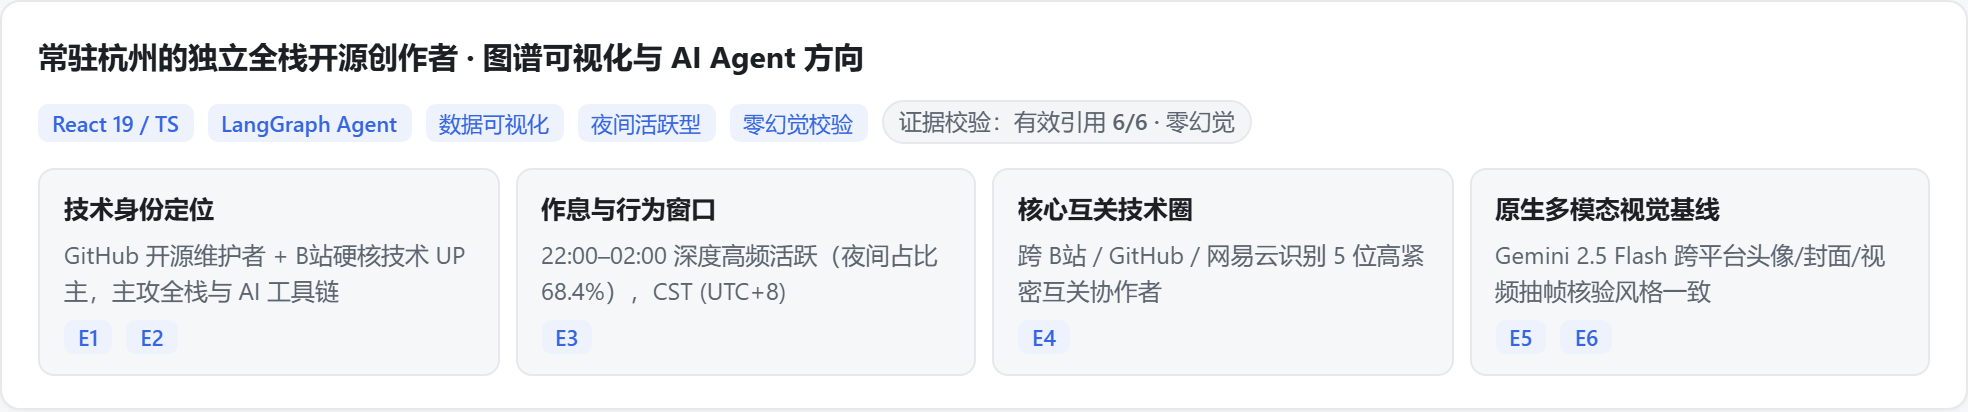 常驻杭州的独立全栈开源创作者 · 图谱可视化与 AI Agent 方向
React 19 / TS LangGraph Agent 数据可视化 夜间活跃型 零幻觉校验 证据校验：有效引用 6/6 · 零幻觉
技术身份定位
GitHub 开源维护者 + B站硬核技术 UP
主，主攻全栈与 AI 工具链
E1 E2
作息与行为窗口
22:00–02:00 深度高频活跃（夜间占比
68.4%），CST (UTC+8)
E3
核心互关技术圈
跨 B站 / GitHub / 网易云识别 5 位高紧
密互关协作者
E4
原生多模态视觉基线
Gemini 2.5 Flash 跨平台头像/封面/视
频抽帧核验风格一致
E5 E6